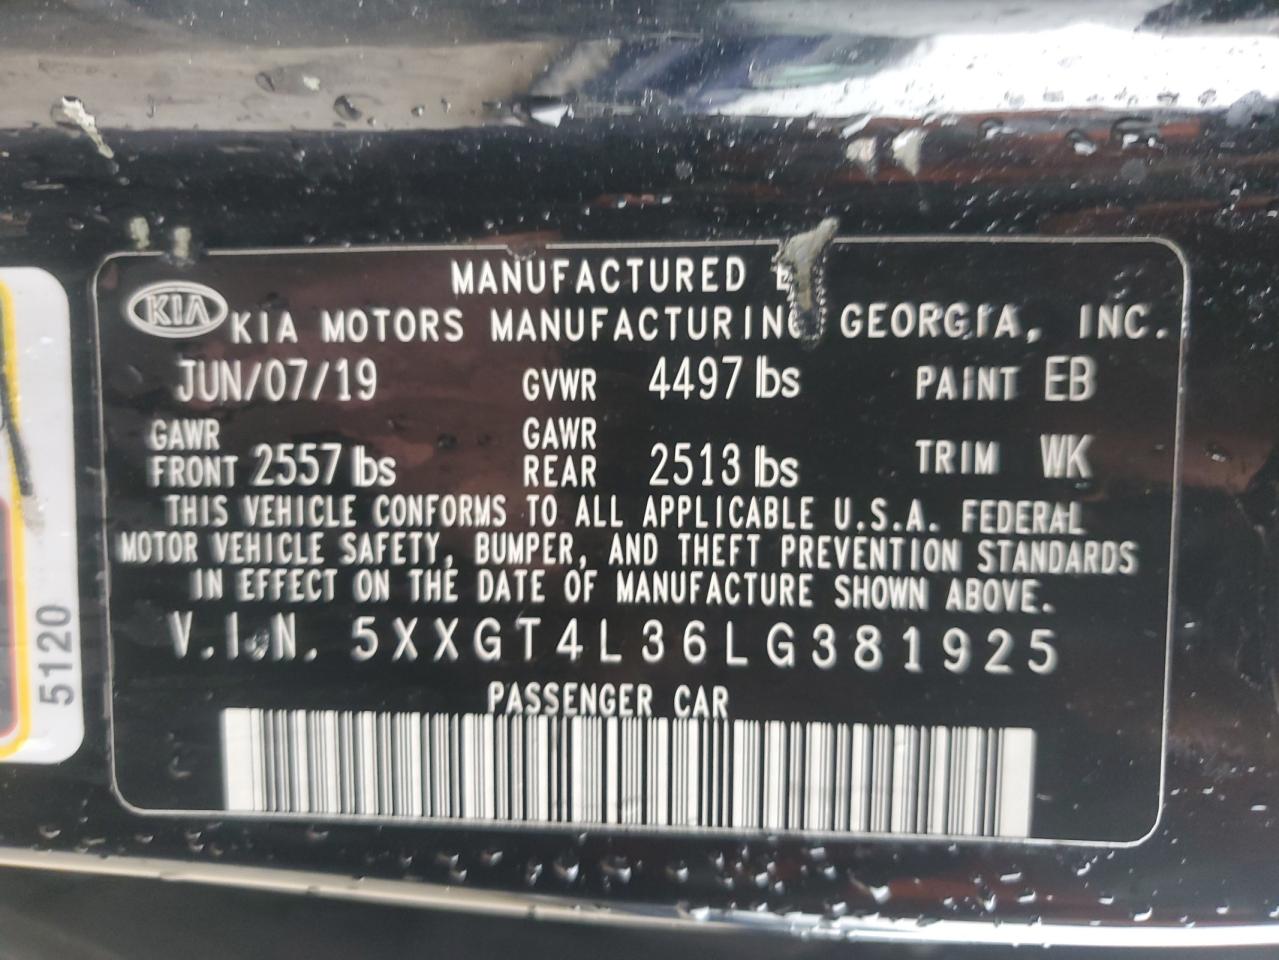 MANUFACTURED
KIA KIA MOTORS MANUFACTURING GEORGIA, INC.
JUN/07/19 GVWR 4497 lbs PAINT EB
GAWR FRONT 2557 lbs GAWR REAR 2513 lbs TRIM WK
THIS VEHICLE CONFORMS TO ALL APPLICABLE U.S.A. FEDERAL
MOTOR VEHICLE SAFETY, BUMPER, AND THEFT PREVENTION STANDARDS
IN EFFECT ON THE DATE OF MANUFACTURE SHOWN ABOVE.
V.I.N. 5XXGT4L36LG381925
PASSENGER CAR
5120